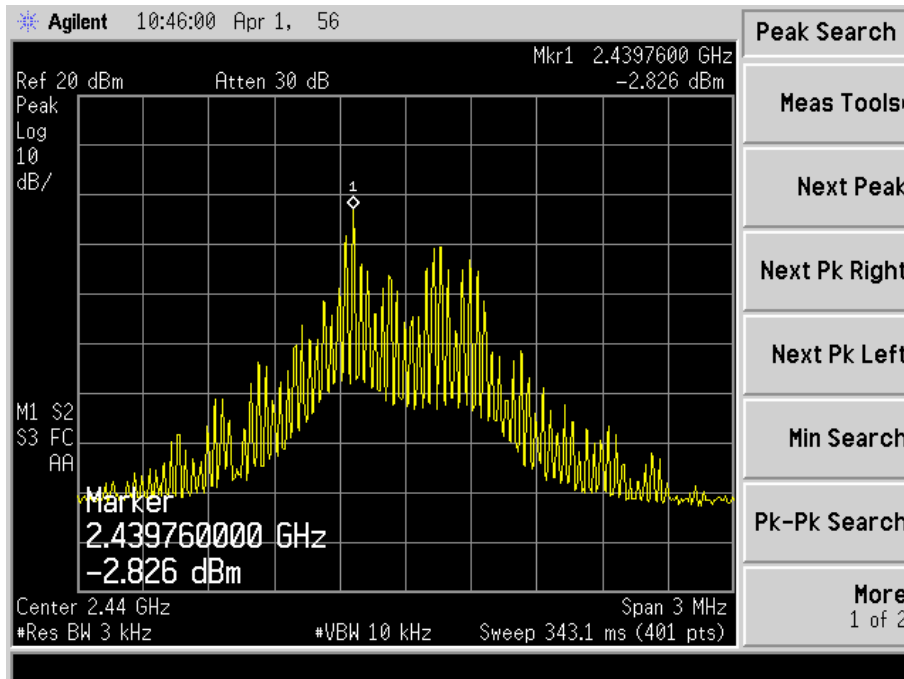 Agilent 10:46:00 Apr 1, 56
Peak Search
Mkr1 2.4397600 GHz
Ref 20 dBm Atten 30 dB -2.826 dBm
Peak
Log
10
dB/
1
Meas Tools
Next Peak
Next Pk Right
Next Pk Left
M1 S2
S3 FC
AA
Min Search
Marker
2.439760000 GHz
-2.826 dBm
Pk-Pk Search
Center 2.44 GHz Span 3 MHz
#Res BW 3 kHz #VBW 10 kHz Sweep 343.1 ms (401 pts)
More
1 of 2